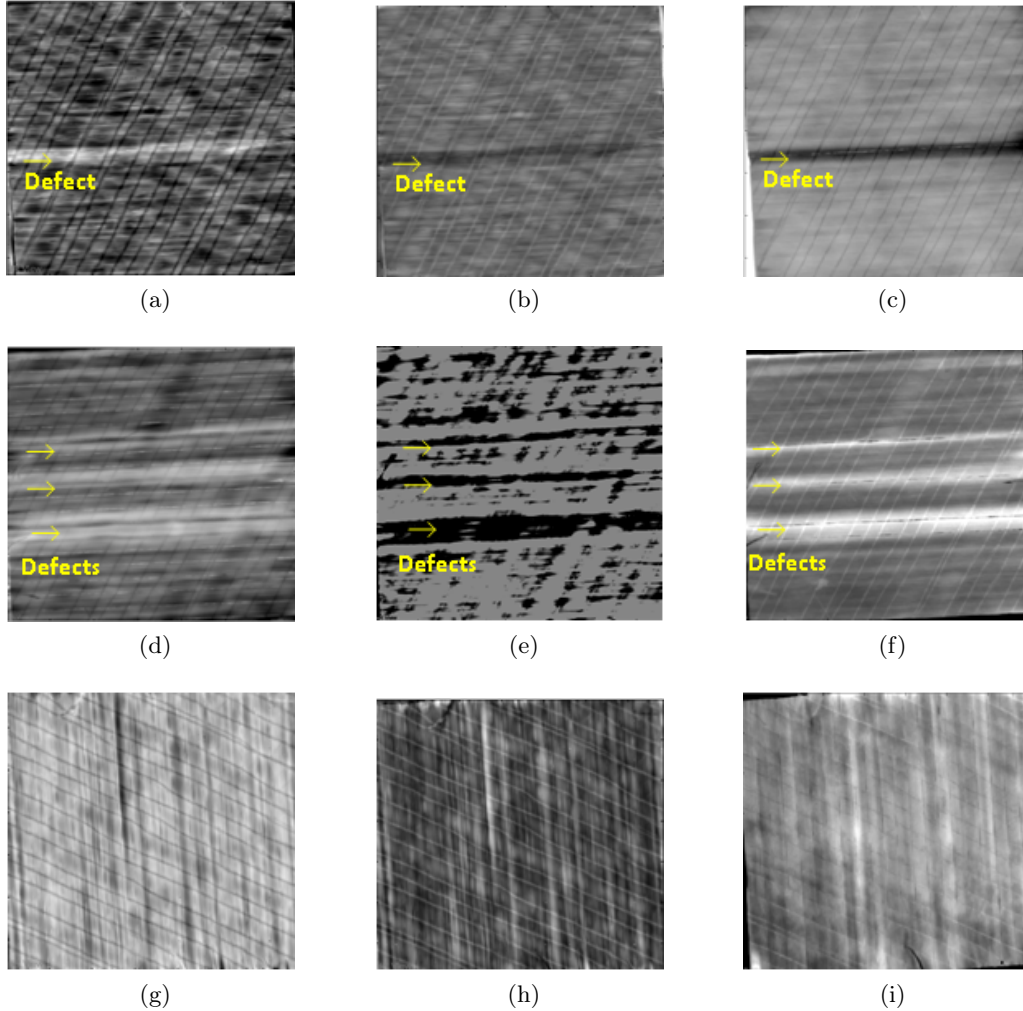 Defect
Defect
Defect
(a)
(b)
(c)
Defects
Defects
Defects
(d)
(e)
(f)
(g)
(h)
(i)